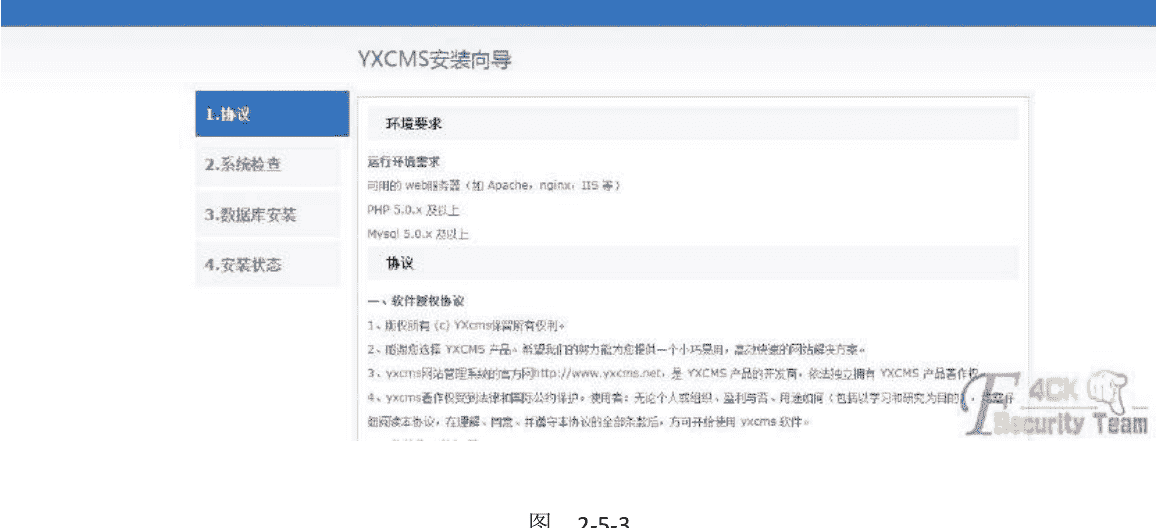 YXCMS安装向导
1.协议
2.系统检查
3.数据库安装
4.安装状态
环境要求
运行环境需求
可用的 web服务器（如 Apache，nginx，IIS 等）
PHP 5.0.x 及以上
Mysql 5.0.x 及以上
协议
一、软件授权协议
1、版权所有 (c) YXcms保留所有权利。
2、感谢您选择 YXCMS 产品。希望我们的努力能为您提供一个小巧易用，高效快速的网站解决方案。
3、yxcms网站管理系统的官方网http://www.yxcms.net，是 YXCMS 产品的开发商，依法独立拥有 YXCMS 产品著作权
4、yxcms著作权受到法律和国际公约保护。使用者：无论个人或组织、盈利与否、用途如何（包括以学习和研究为目的），
如阅读本协议，在理解、同意、并遵守本协议的全部条款后，方可开始使用 yxcms 软件。
F4CK
Security Team
图 2-5-3